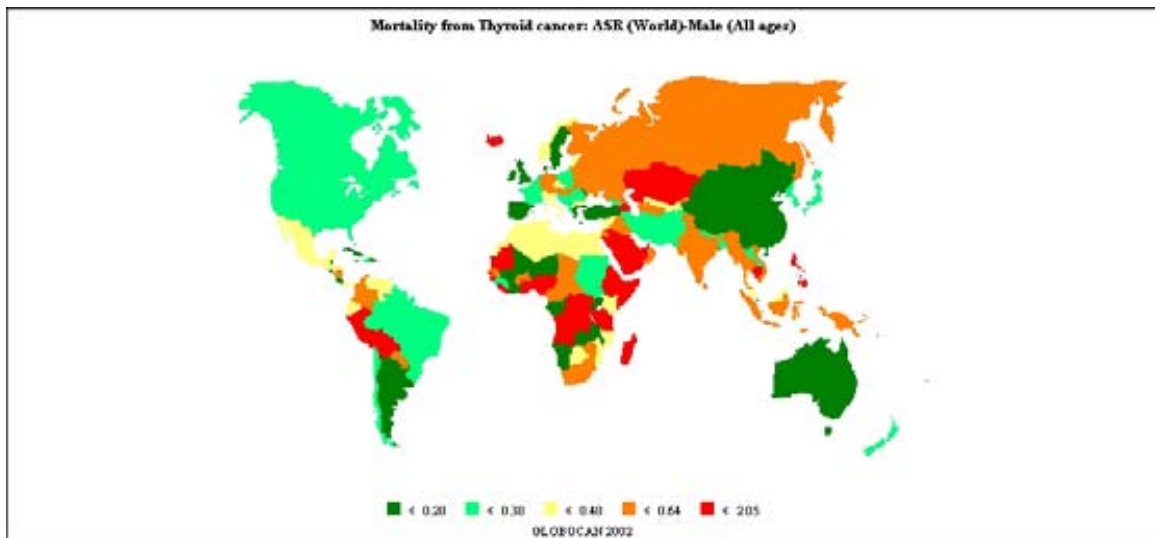 Mortality from Thyroid cancer: ASR (World)-Male (All ages)
< 0.20 < 0.30 < 0.40 < 0.64 < 2.05
GLOBOCAN 2002